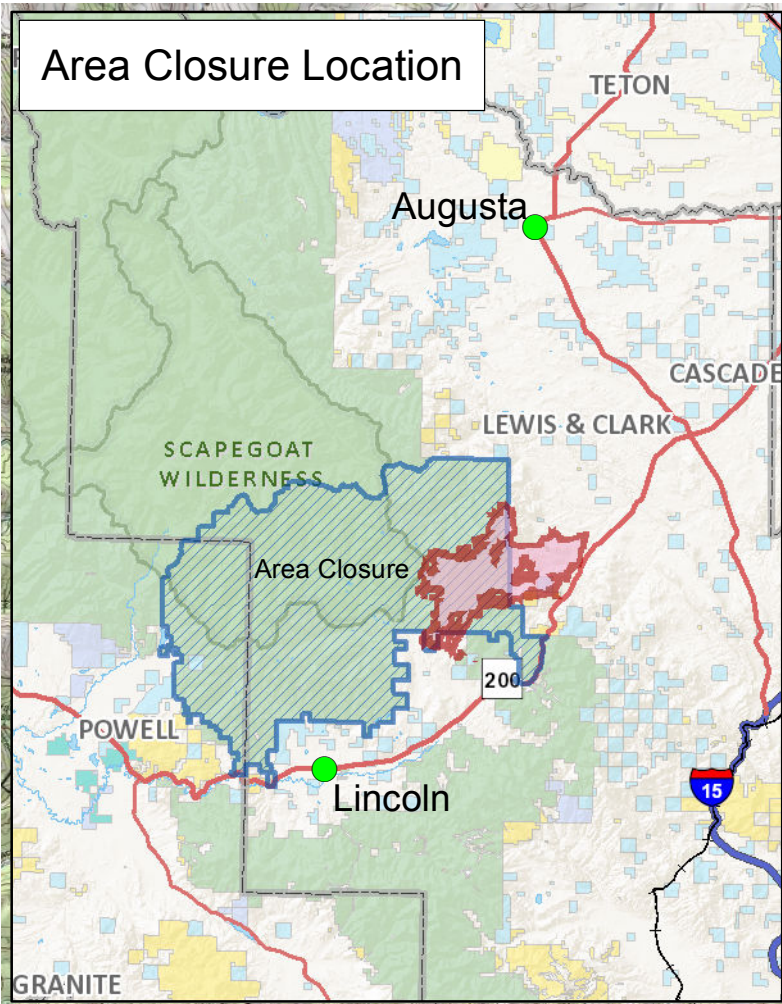 Area Closure Location
TETON
Augusta
CASCADE
LEWIS & CLARK
SCAPEGOAT
WILDERNESS
Area Closure
200
POWELL
15
Lincoln
GRANITE